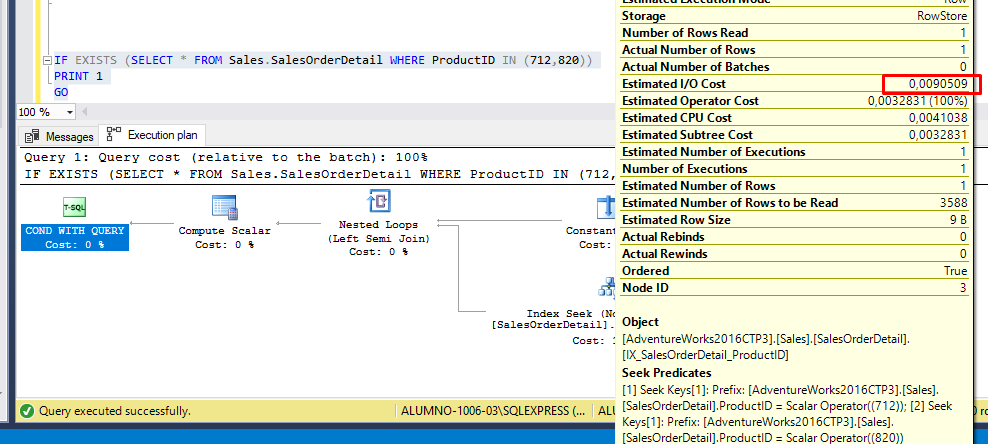 Estimated Execution Mode Row
Storage RowStore
Number of Rows Read 1
Actual Number of Rows 1
Actual Number of Batches 0
Estimated I/O Cost 0,0090509
Estimated Operator Cost 0,0032831 (100%)
Estimated CPU Cost 0,0041038
Estimated Subtree Cost 0,0032831
Estimated Number of Executions 1
Number of Executions 1
Estimated Number of Rows 1
Estimated Number of Rows to be Read 3588
Estimated Row Size 9 B
Actual Rebinds 0
Actual Rewinds 0
Ordered True
Node ID 3
Object
[AdventureWorks2016CTP3].[Sales].[SalesOrderDetail].
[IX_SalesOrderDetail_ProductID]
Seek Predicates
[1] Seek Keys[1]: Prefix: [AdventureWorks2016CTP3].[Sales].
[SalesOrderDetail].ProductID = Scalar Operator((712)); [2] Seek
Keys[1]: Prefix: [AdventureWorks2016CTP3].[Sales].
[SalesOrderDetail].ProductID = Scalar Operator((820))
IF EXISTS (SELECT * FROM Sales.SalesOrderDetail WHERE ProductID IN (712,820))
PRINT 1
GO
100 %
Messages Execution plan
Query 1: Query cost (relative to the batch): 100%
IF EXISTS (SELECT * FROM Sales.SalesOrderDetail WHERE ProductID IN (712,
T-SQL
COND WITH QUERY
Cost: 0 %
Compute Scalar
Cost: 0 %
Nested Loops
(Left Semi Join)
Cost: 0 %
Constant
Cost:
Index Seek (No
[SalesOrderDetail].
Cost: 1
Query executed successfully.
ALUMNO-1006-03\SQLEXPRESS (...
ALU